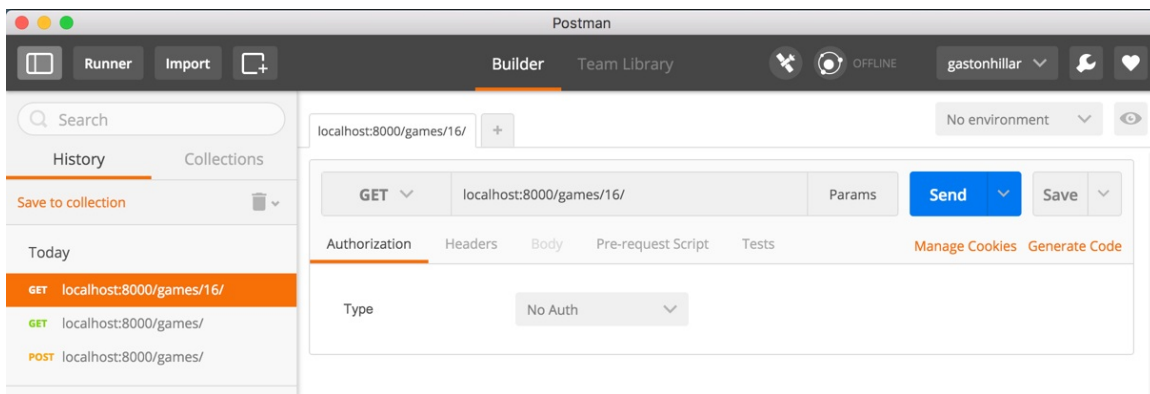 Postman
Runner Import Builder Team Library OFFLINE gastonhillar
Search
History Collections
Save to collection
Today
GET localhost:8000/games/16/
GET localhost:8000/games/
POST localhost:8000/games/
localhost:8000/games/16/ + No environment
GET localhost:8000/games/16/ Params Send Save
Authorization Headers Body Pre-request Script Tests Manage Cookies Generate Code
Type No Auth